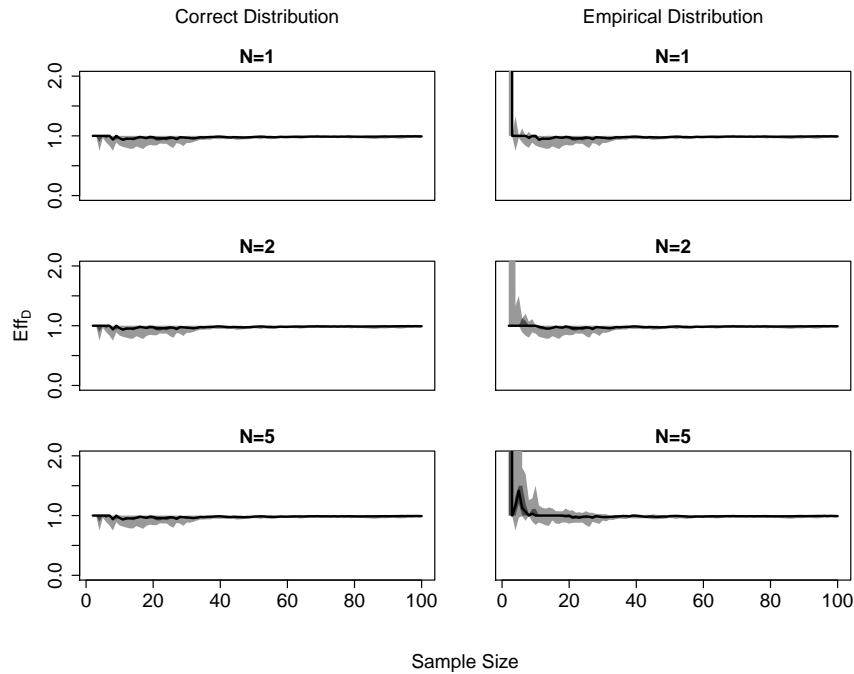 Correct Distribution
Empirical Distribution
N=1
N=1
0.0 1.0 2.0
N=2
N=2
0.0 1.0 2.0
Eff_D
N=5
N=5
0.0 1.0 2.0
0 20 40 60 80 100
0 20 40 60 80 100
Sample Size